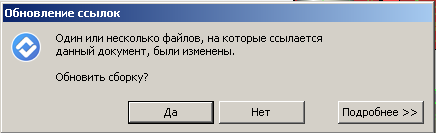 Обновление ссылок
Один или несколько файлов, на которые ссылается
данный документ, были изменены.
Обновить сборку?
Да
Нет
Подробнее >>